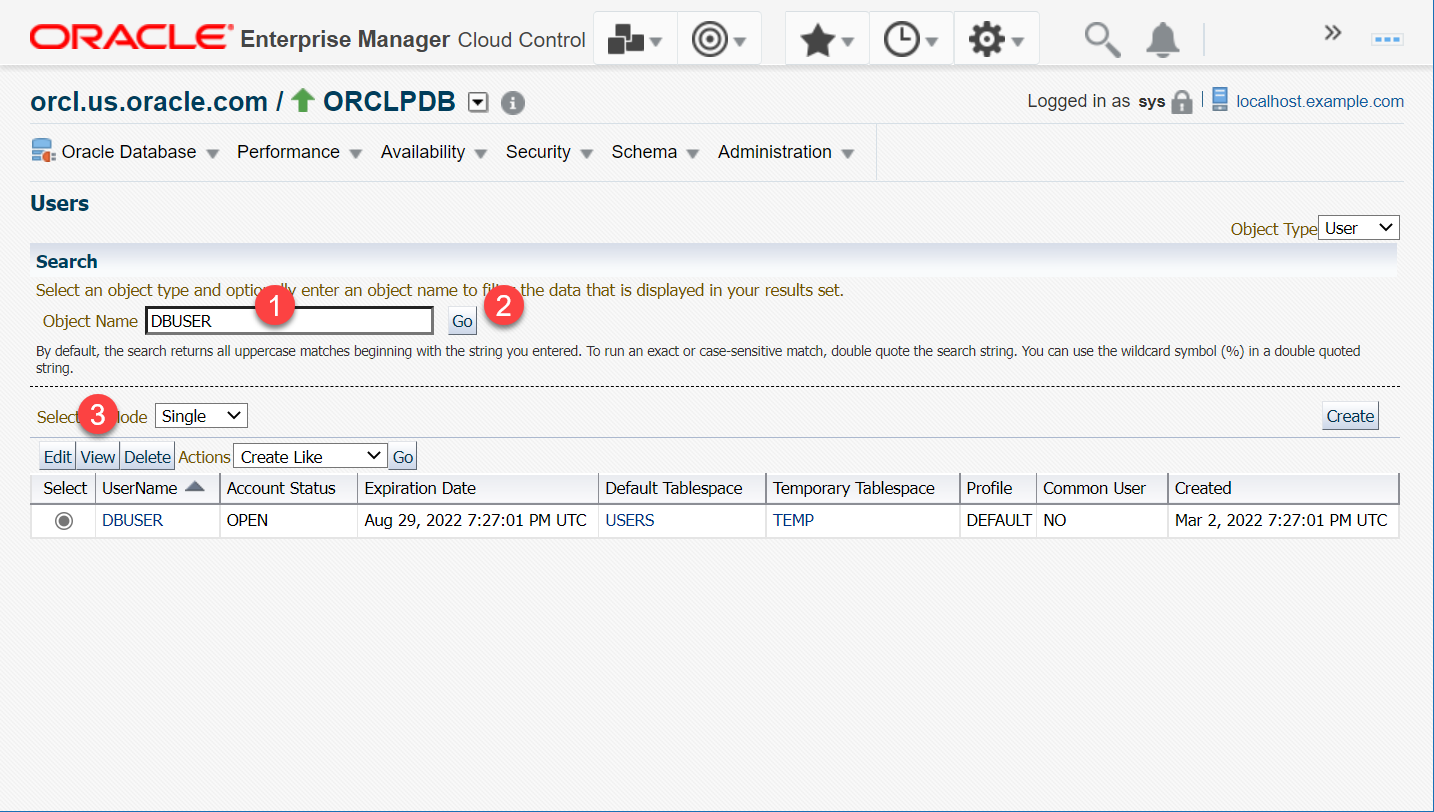 ORACLE Enterprise Manager Cloud Control
orcl.us.oracle.com / ORCLPDB
Logged in as sys localhost.example.com
Oracle Database Performance Availability Security Schema Administration
Users
Object Type User
Search
Select an object type and optionally enter an object name to filter the data that is displayed in your results set.
1 2
Object Name DBUSER Go
By default, the search returns all uppercase matches beginning with the string you entered. To run an exact or case-sensitive match, double quote the search string. You can use the wildcard symbol (%) in a double quoted
string.
Select 3 Mode Single Create
Edit View Delete Actions Create Like Go
Select UserName Account Status Expiration Date Default Tablespace Temporary Tablespace Profile Common User Created
DBUSER OPEN Aug 29, 2022 7:27:01 PM UTC USERS TEMP DEFAULT NO Mar 2, 2022 7:27:01 PM UTC